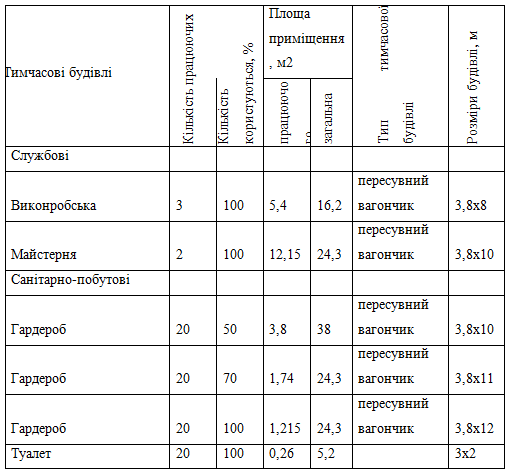 Тимчасові будівлі
Кількість працюючих
Кількість
користуються, %
Площа
приміщення
, м2
працюючо
го
загальна
Тип тимчасової
будівлі
Розміри будівлі, м
Службові
пересувний
Виконробська 3 100 5,4 16,2 вагончик 3,8х8
пересувний
Майстерня 2 100 12,15 24,3 вагончик 3,8х10
Санітарно-побутові
пересувний
Гардероб 20 50 3,8 38 вагончик 3,8х10
пересувний
Гардероб 20 70 1,74 24,3 вагончик 3,8х11
пересувний
Гардероб 20 100 1,215 24,3 вагончик 3,8х12
Туалет 20 100 0,26 5,2 3х2